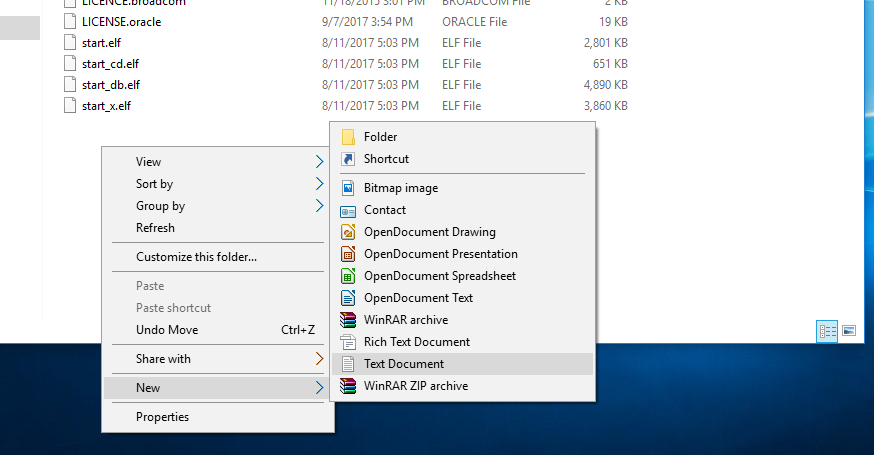 LICENCE.broadcom 11/18/2015 3:01 PM BROADCOM File 2 KB
LICENSE.oracle 9/7/2017 3:54 PM ORACLE File 19 KB
start.elf 8/11/2017 5:03 PM ELF File 2,801 KB
start_cd.elf 8/11/2017 5:03 PM ELF File 651 KB
start_db.elf 8/11/2017 5:03 PM ELF File 4,890 KB
start_x.elf 8/11/2017 5:03 PM ELF File 3,860 KB
View
Sort by
Group by
Refresh
Customize this folder...
Paste
Paste shortcut
Undo Move Ctrl+Z
Share with
New
Properties
Folder
Shortcut
Bitmap image
Contact
OpenDocument Drawing
OpenDocument Presentation
OpenDocument Spreadsheet
OpenDocument Text
WinRAR archive
Rich Text Document
Text Document
WinRAR ZIP archive